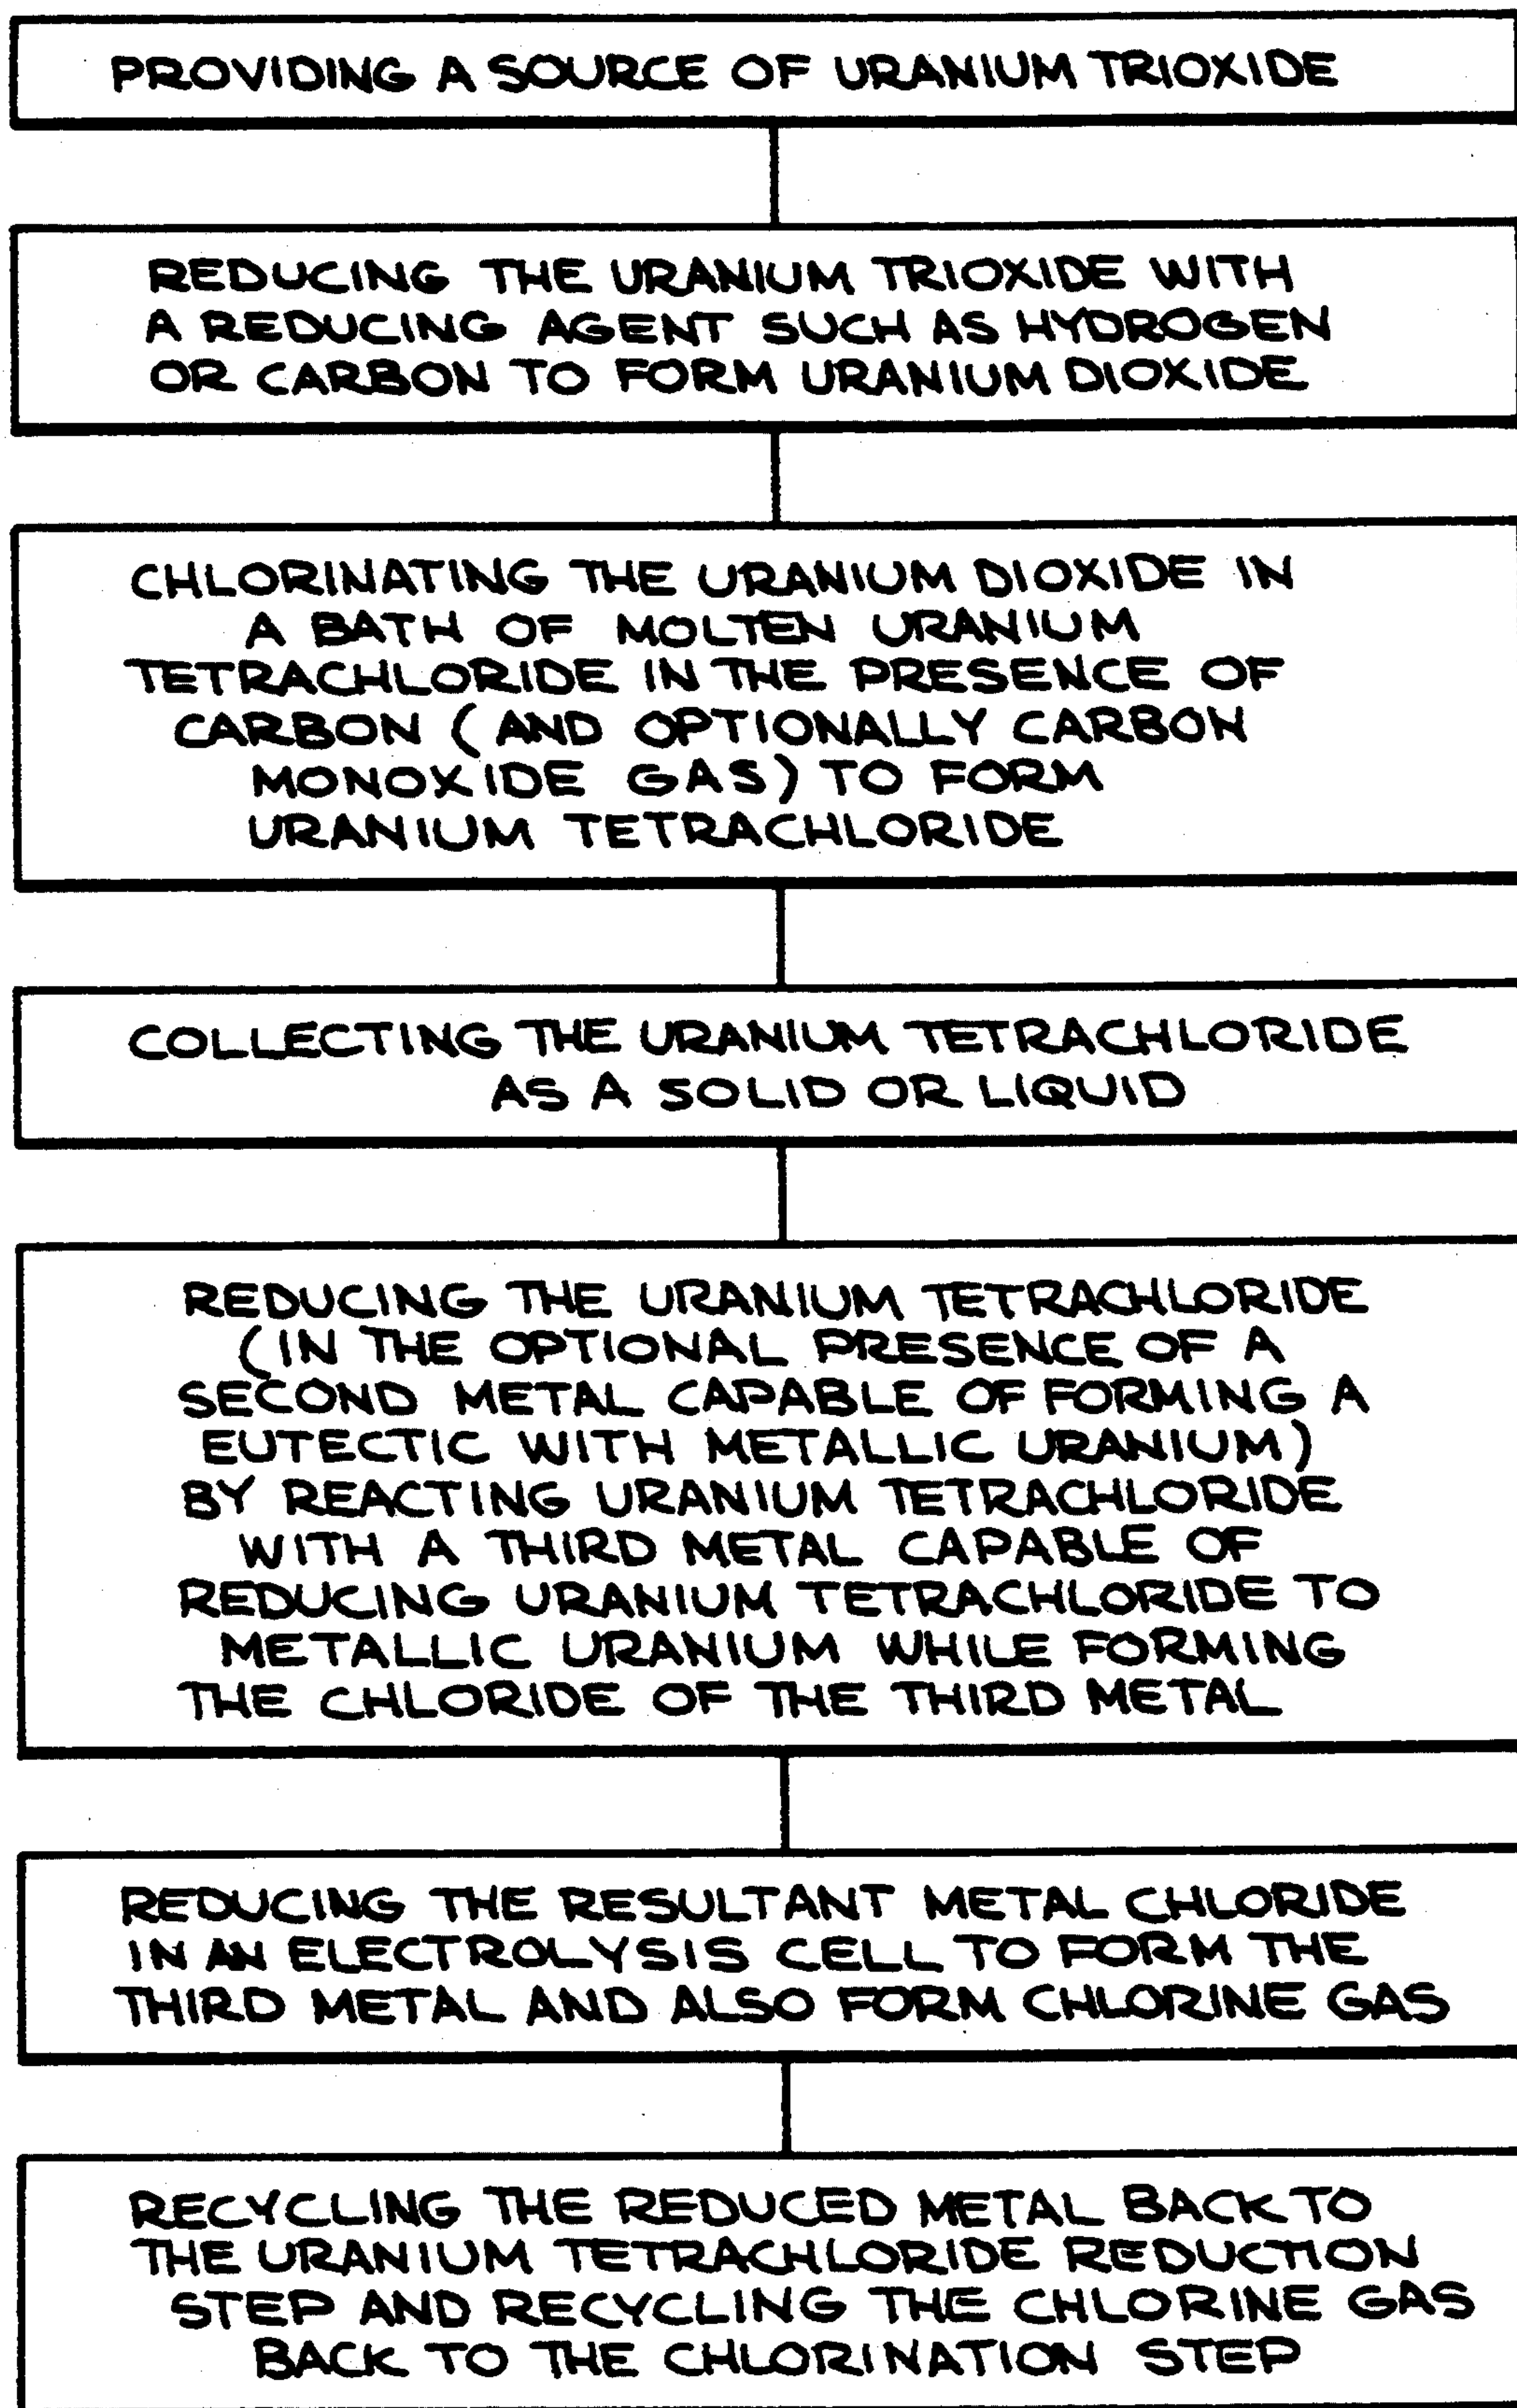 PROVIDING A SOURCE OF URANIUM TRIOXIDE
REDUCING THE URANIUM TRIOXIDE WITH
A REDUCING AGENT SUCH AS HYDROGEN
OR CARBON TO FORM URANIUM DIOXIDE
CHLORINATING THE URANIUM DIOXIDE IN
A BATH OF MOLTEN URANIUM
TETRACHLORIDE IN THE PRESENCE OF
CARBON (AND OPTIONALLY CARBON
MONOXIDE GAS) TO FORM
URANIUM TETRACHLORIDE
COLLECTING THE URANIUM TETRACHLORIDE
AS A SOLID OR LIQUID
REDUCING THE URANIUM TETRACHLORIDE
(IN THE OPTIONAL PRESENCE OF A
SECOND METAL CAPABLE OF FORMING A
EUTECTIC WITH METALLIC URANIUM)
BY REACTING URANIUM TETRACHLORIDE
WITH A THIRD METAL CAPABLE OF
REDUCING URANIUM TETRACHLORIDE TO
METALLIC URANIUM WHILE FORMING
THE CHLORIDE OF THE THIRD METAL
REDUCING THE RESULTANT METAL CHLORIDE
IN AN ELECTROLYSIS CELL TO FORM THE
THIRD METAL AND ALSO FORM CHLORINE GAS
RECYCLING THE REDUCED METAL BACK TO
THE URANIUM TETRACHLORIDE REDUCTION
STEP AND RECYCLING THE CHLORINE GAS
BACK TO THE CHLORINATION STEP